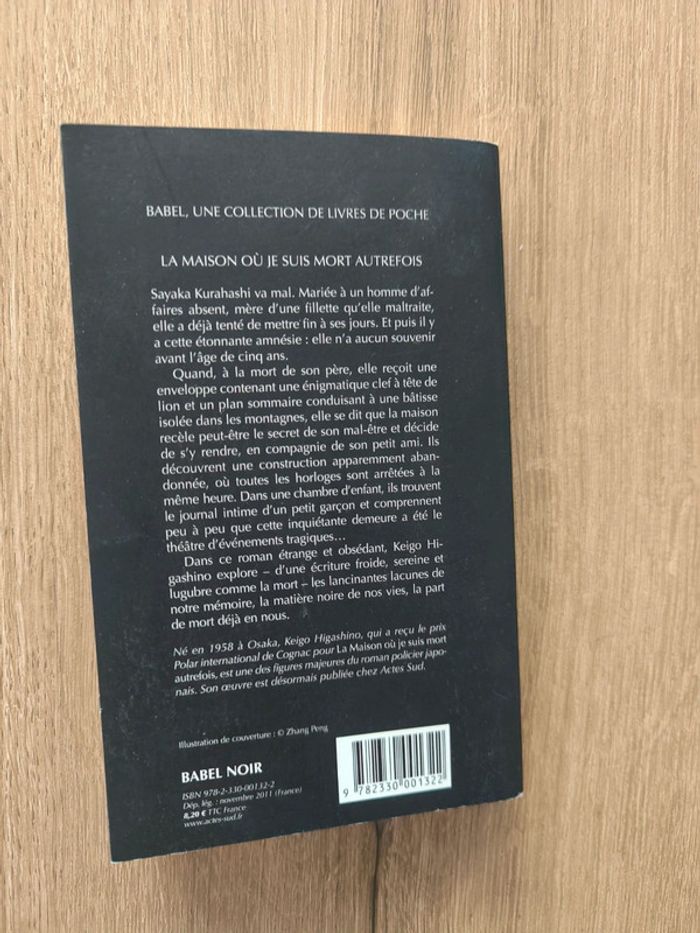 BABEL, UNE COLLECTION DE LIVRES DE POCHE
LA MAISON OÙ JE SUIS MORT AUTREFOIS
Sayaka Kurahashi va mal. Mariée à un homme d'af-
faires absent, mère d'une fillette qu'elle maltraite,
elle a déjà tenté de mettre fin à ses jours. Et puis il y
a cette étonnante amnésie : elle n'a aucun souvenir
avant l'âge de cinq ans.
Quand, à la mort de son père, elle reçoit une
enveloppe contenant une énigmatique clef à tête de
lion et un plan sommaire conduisant à une bâtisse
isolée dans les montagnes, elle se dit que la maison
recèle peut-être le secret de son mal-être et décide
de s'y rendre, en compagnie de son petit ami. Ils
découvrent une construction apparemment aban-
donnée, où toutes les horloges sont arrêtées à la
même heure. Dans une chambre d'enfant, ils trouvent
le journal intime d'un petit garçon et comprennent
peu à peu que cette inquiétante demeure a été le
théâtre d'événements tragiques…
Dans ce roman étrange et obsédant, Keigo Hi-
gashino explore – d'une écriture froide, sereine et
lugubre comme la mort – les lancinantes lacunes de
notre mémoire, la matière noire de nos vies, la part
de mort déjà en nous.
Né en 1958 à Osaka, Keigo Higashino, qui a reçu le prix
Polar international de Cognac pour La Maison où je suis mort
autrefois, est une des figures majeures du roman policier japo-
nais. Son œuvre est désormais publiée chez Actes Sud.
Illustration de couverture : © Zhang Peng
BABEL NOIR
ISBN 978-2-330-00132-2
Dép. lég. : novembre 2011 (France)
8,20 € TTC France
www.actes-sud.fr
9 782330 001322